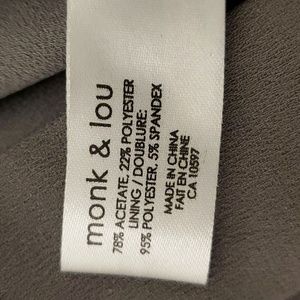 monk & lou
78% ACETATE, 22% POLYESTER
LINING / DOUBLURE:
95% POLYESTER, 5% SPANDEX
MADE IN CHINA
FAIT EN CHINE
CA 10597